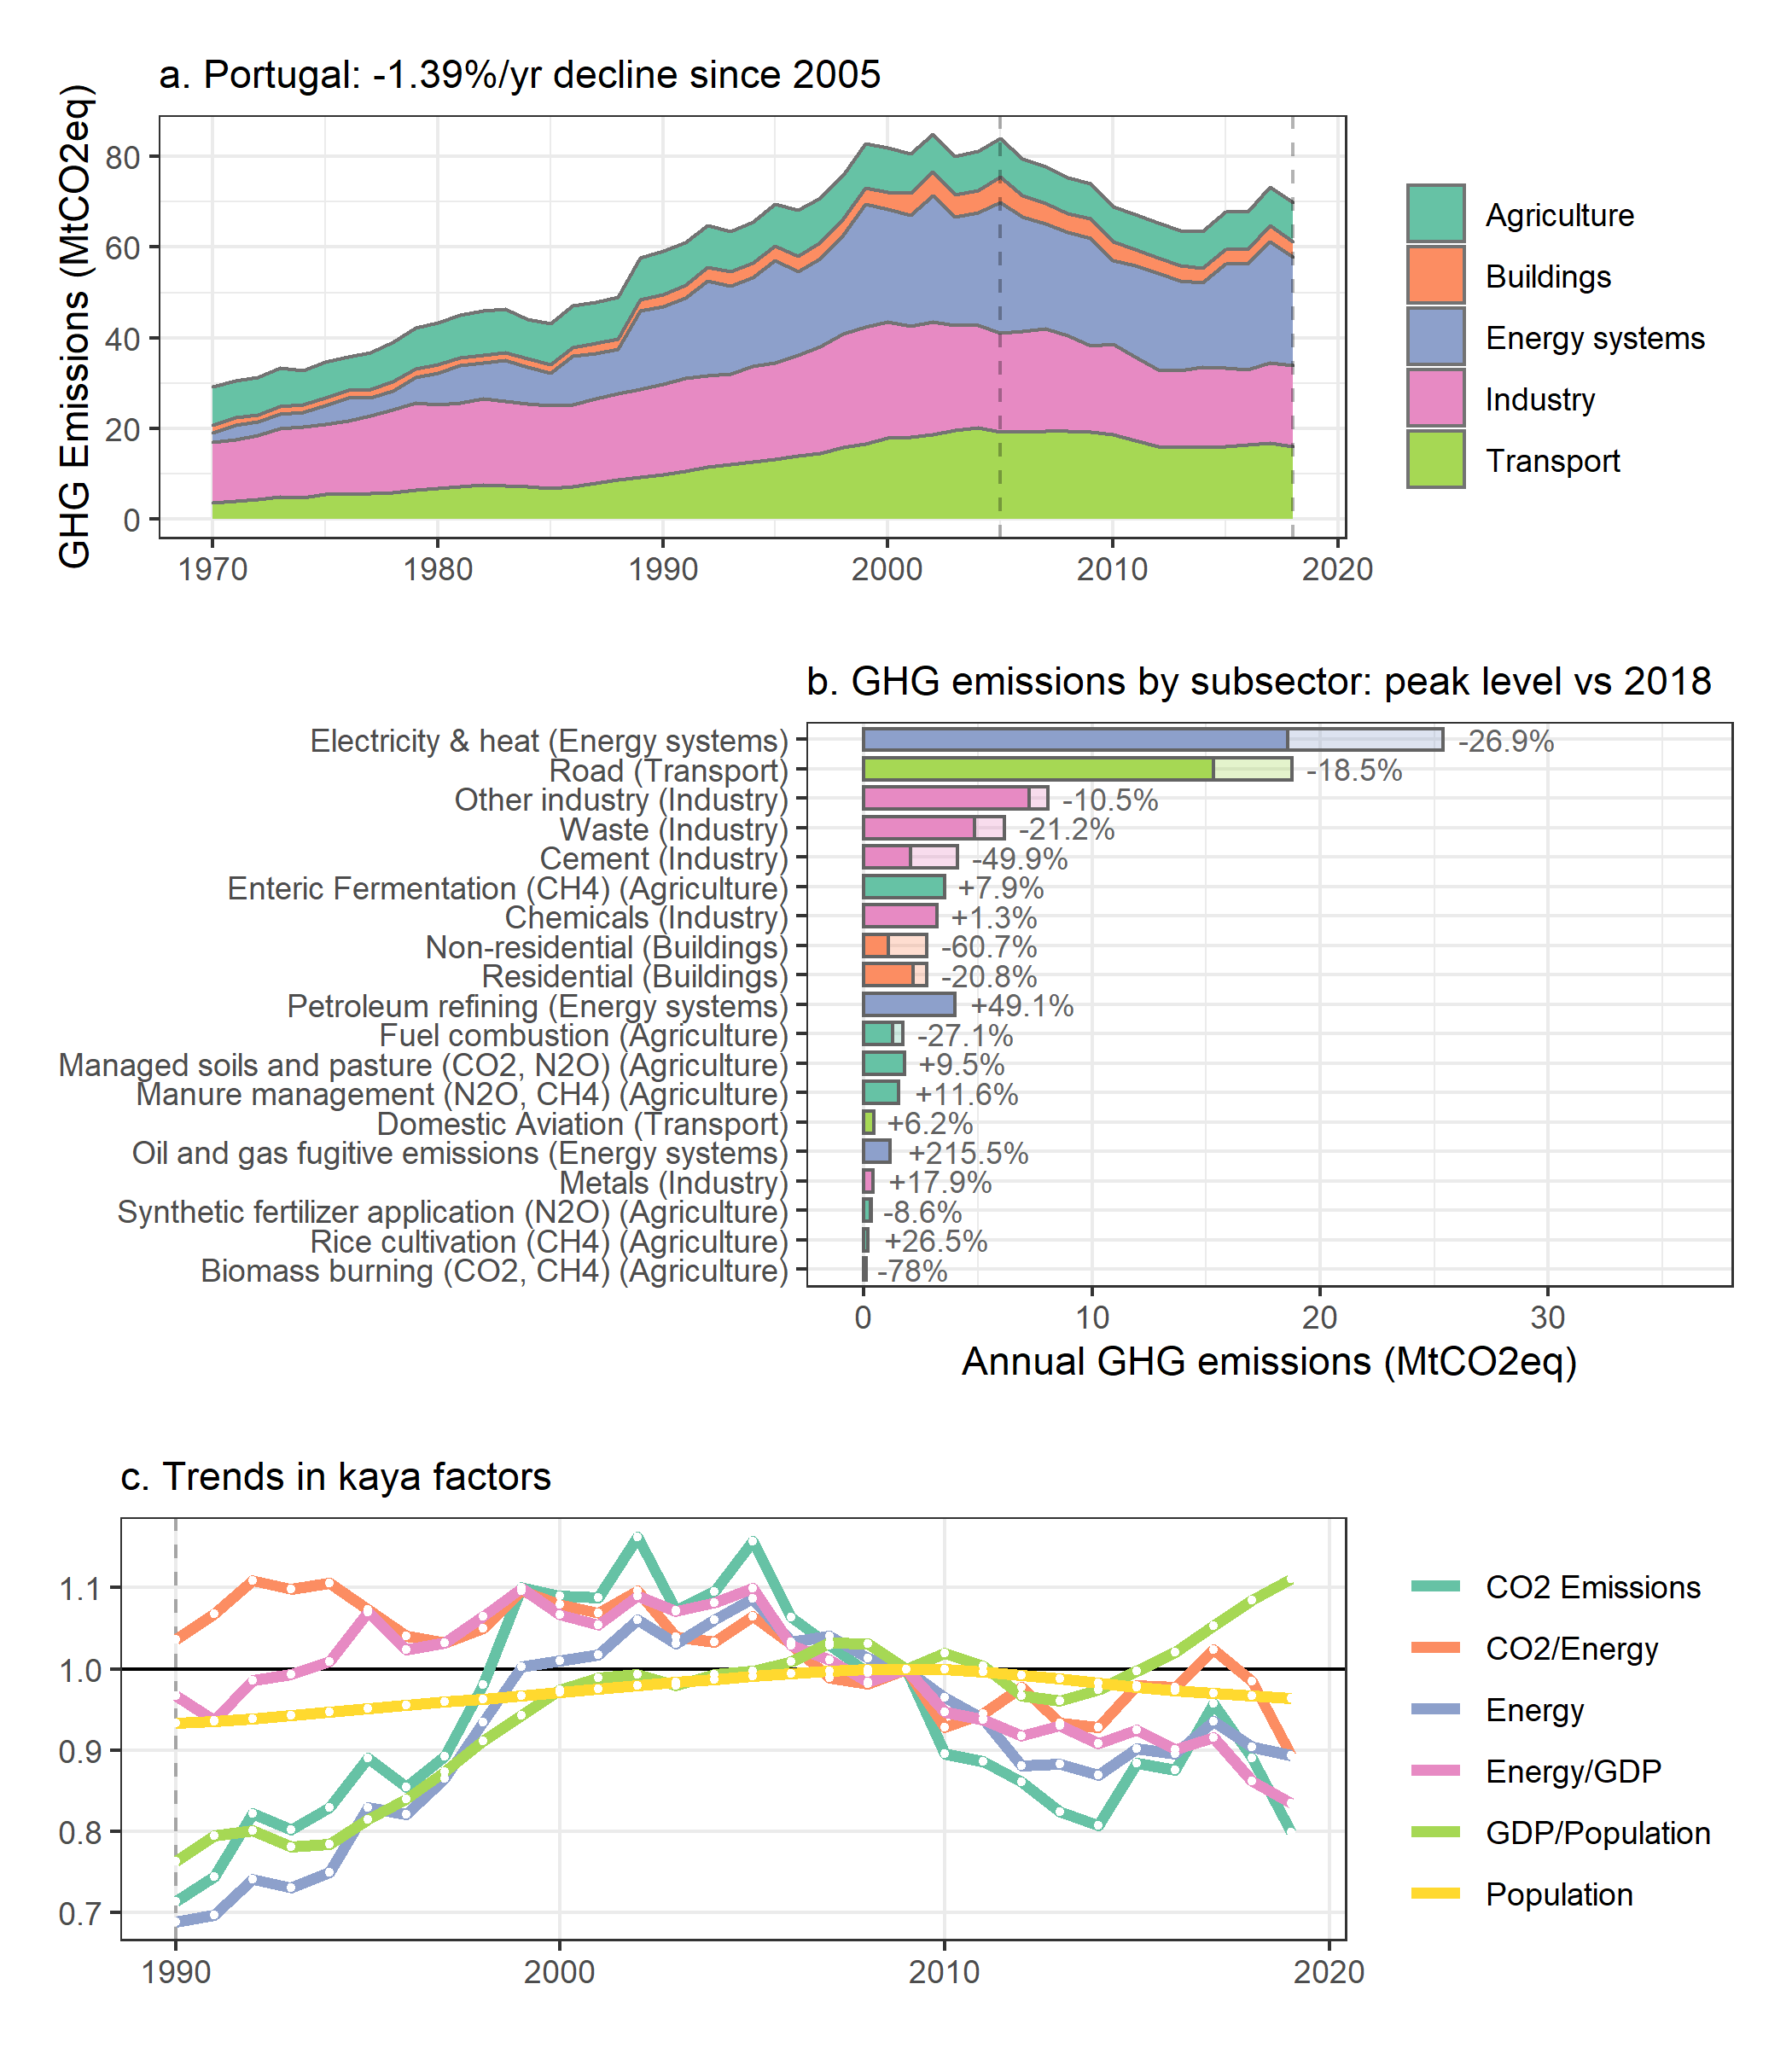 a. Portugal: -1.39%/yr decline since 2005
GHG Emissions (MtCO2eq)
80
60
40
20
0
1970 1980 1990 2000 2010 2020
Agriculture
Buildings
Energy systems
Industry
Transport
b. GHG emissions by subsector: peak level vs 2018
Electricity & heat (Energy systems) -26.9%
Road (Transport) -18.5%
Other industry (Industry) -10.5%
Waste (Industry) -21.2%
Cement (Industry) -49.9%
Enteric Fermentation (CH4) (Agriculture) +7.9%
Chemicals (Industry) +1.3%
Non-residential (Buildings) -60.7%
Residential (Buildings) -20.8%
Petroleum refining (Energy systems) +49.1%
Fuel combustion (Agriculture) -27.1%
Managed soils and pasture (CO2, N2O) (Agriculture) +9.5%
Manure management (N2O, CH4) (Agriculture) +11.6%
Domestic Aviation (Transport) +6.2%
Oil and gas fugitive emissions (Energy systems) +215.5%
Metals (Industry) +17.9%
Synthetic fertilizer application (N2O) (Agriculture) -8.6%
Rice cultivation (CH4) (Agriculture) +26.5%
Biomass burning (CO2, CH4) (Agriculture) -78%
0 10 20 30
Annual GHG emissions (MtCO2eq)
c. Trends in kaya factors
1.1
1.0
0.9
0.8
0.7
1990 2000 2010 2020
CO2 Emissions
CO2/Energy
Energy
Energy/GDP
GDP/Population
Population